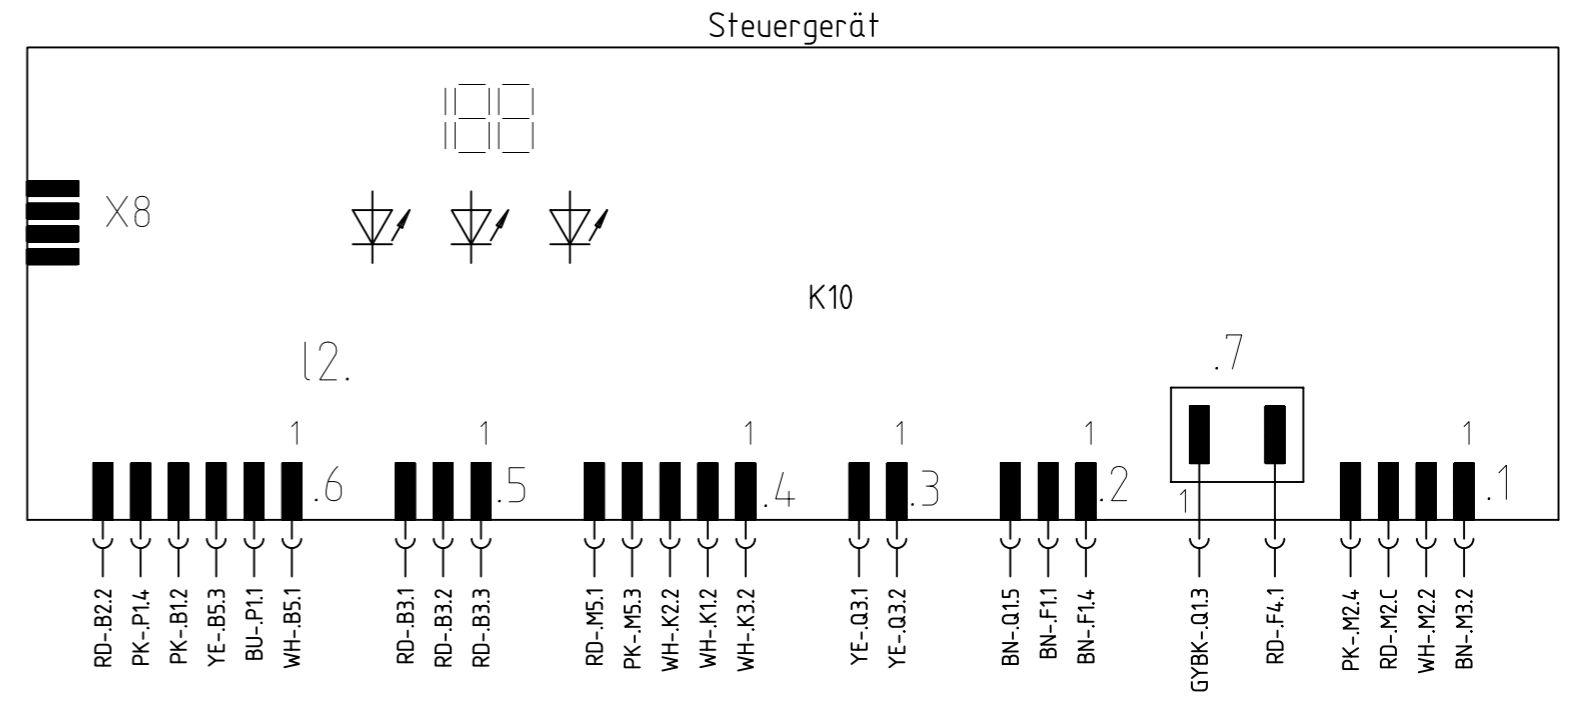 Steuergerät
188
X8
K10
l2.
.7
1 1 1 1 1 1
.6 .5 .4 .3 .2 1 .1
RD-.B2.2
PK-.P1.4
PK-.B1.2
YE-.B5.3
BU-.P1.1
WH-.B5.1
RD-.B3.1
RD-.B3.2
RD-.B3.3
RD-.M5.1
PK-.M5.3
WH-.K2.2
WH-.K1.2
WH-.K3.2
YE-.Q3.1
YE-.Q3.2
BN-.Q1.5
BN-.F1.1
BN-.F1.4
GYBK-.Q1.3
RD-.F4.1
PK-.M2.4
RD-.M2.C
WH-.M2.2
BN-.M3.2